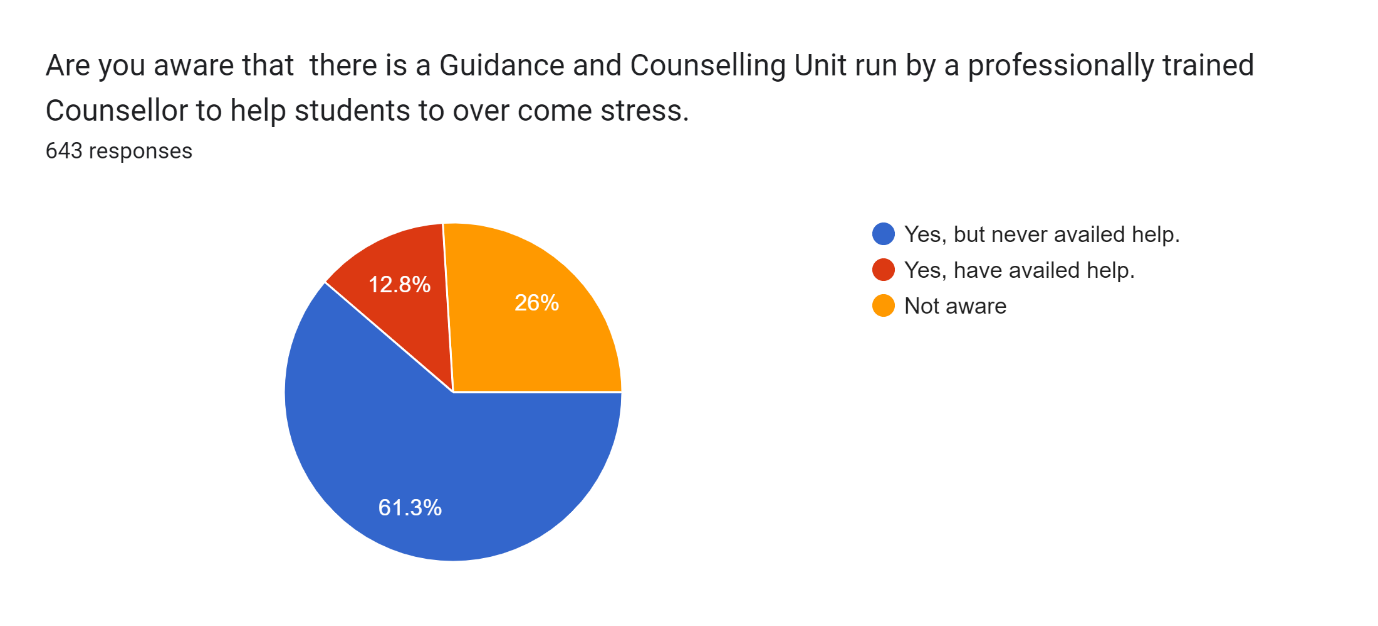 Are you aware that  there is a Guidance and Counselling Unit run by a professionally trained
Counsellor to help students to over come stress.
643 responses
12.8%
26%
61.3%
Yes, but never availed help.
Yes, have availed help.
Not aware